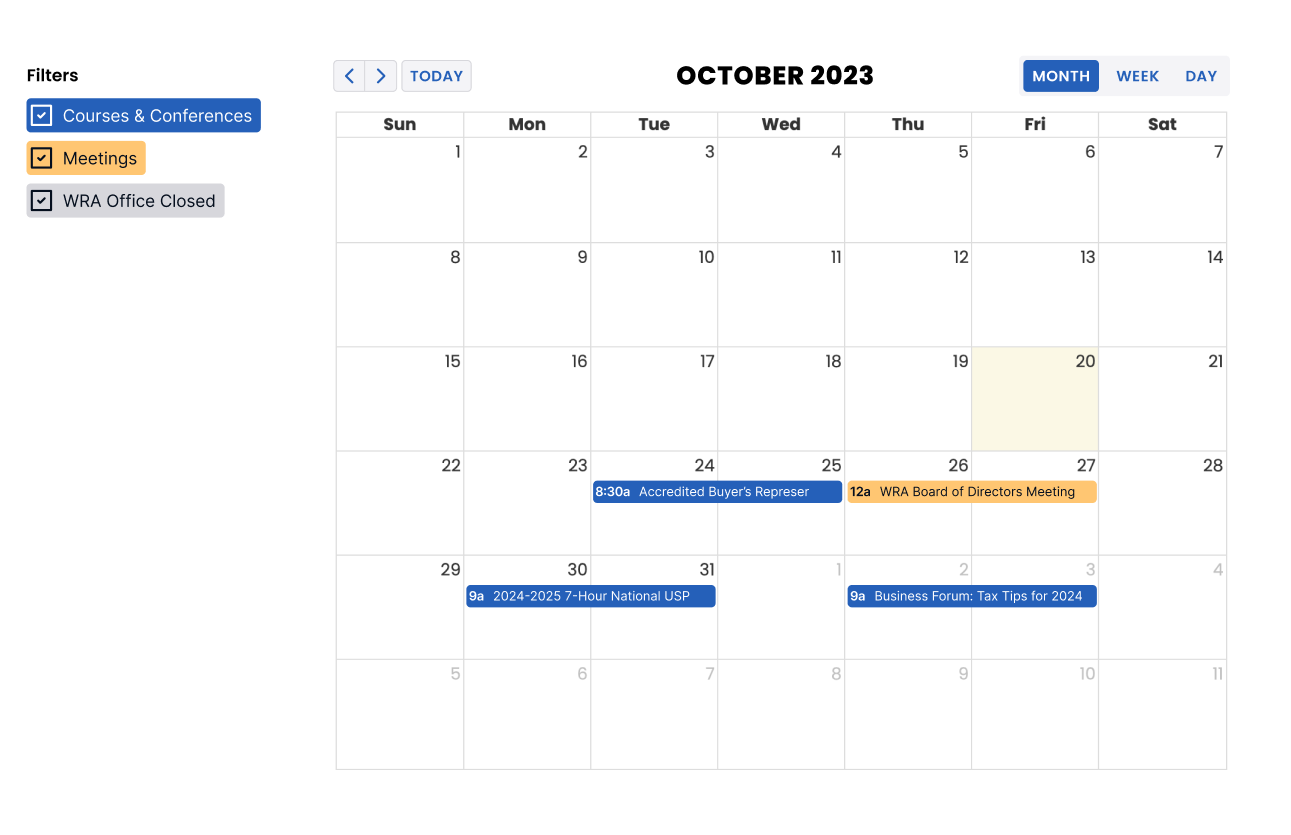 Filters
Courses & Conferences
Meetings
WRA Office Closed
TODAY
OCTOBER 2023
MONTH WEEK DAY
Sun Mon Tue Wed Thu Fri Sat
1 2 3 4 5 6 7
8 9 10 11 12 13 14
15 16 17 18 19 20 21
22 23 24 25 26 27 28
8:30a Accredited Buyer's Represer
12a WRA Board of Directors Meeting
29 30 31 1 2 3 4
9a 2024-2025 7-Hour National USP
9a Business Forum: Tax Tips for 2024
5 6 7 8 9 10 11